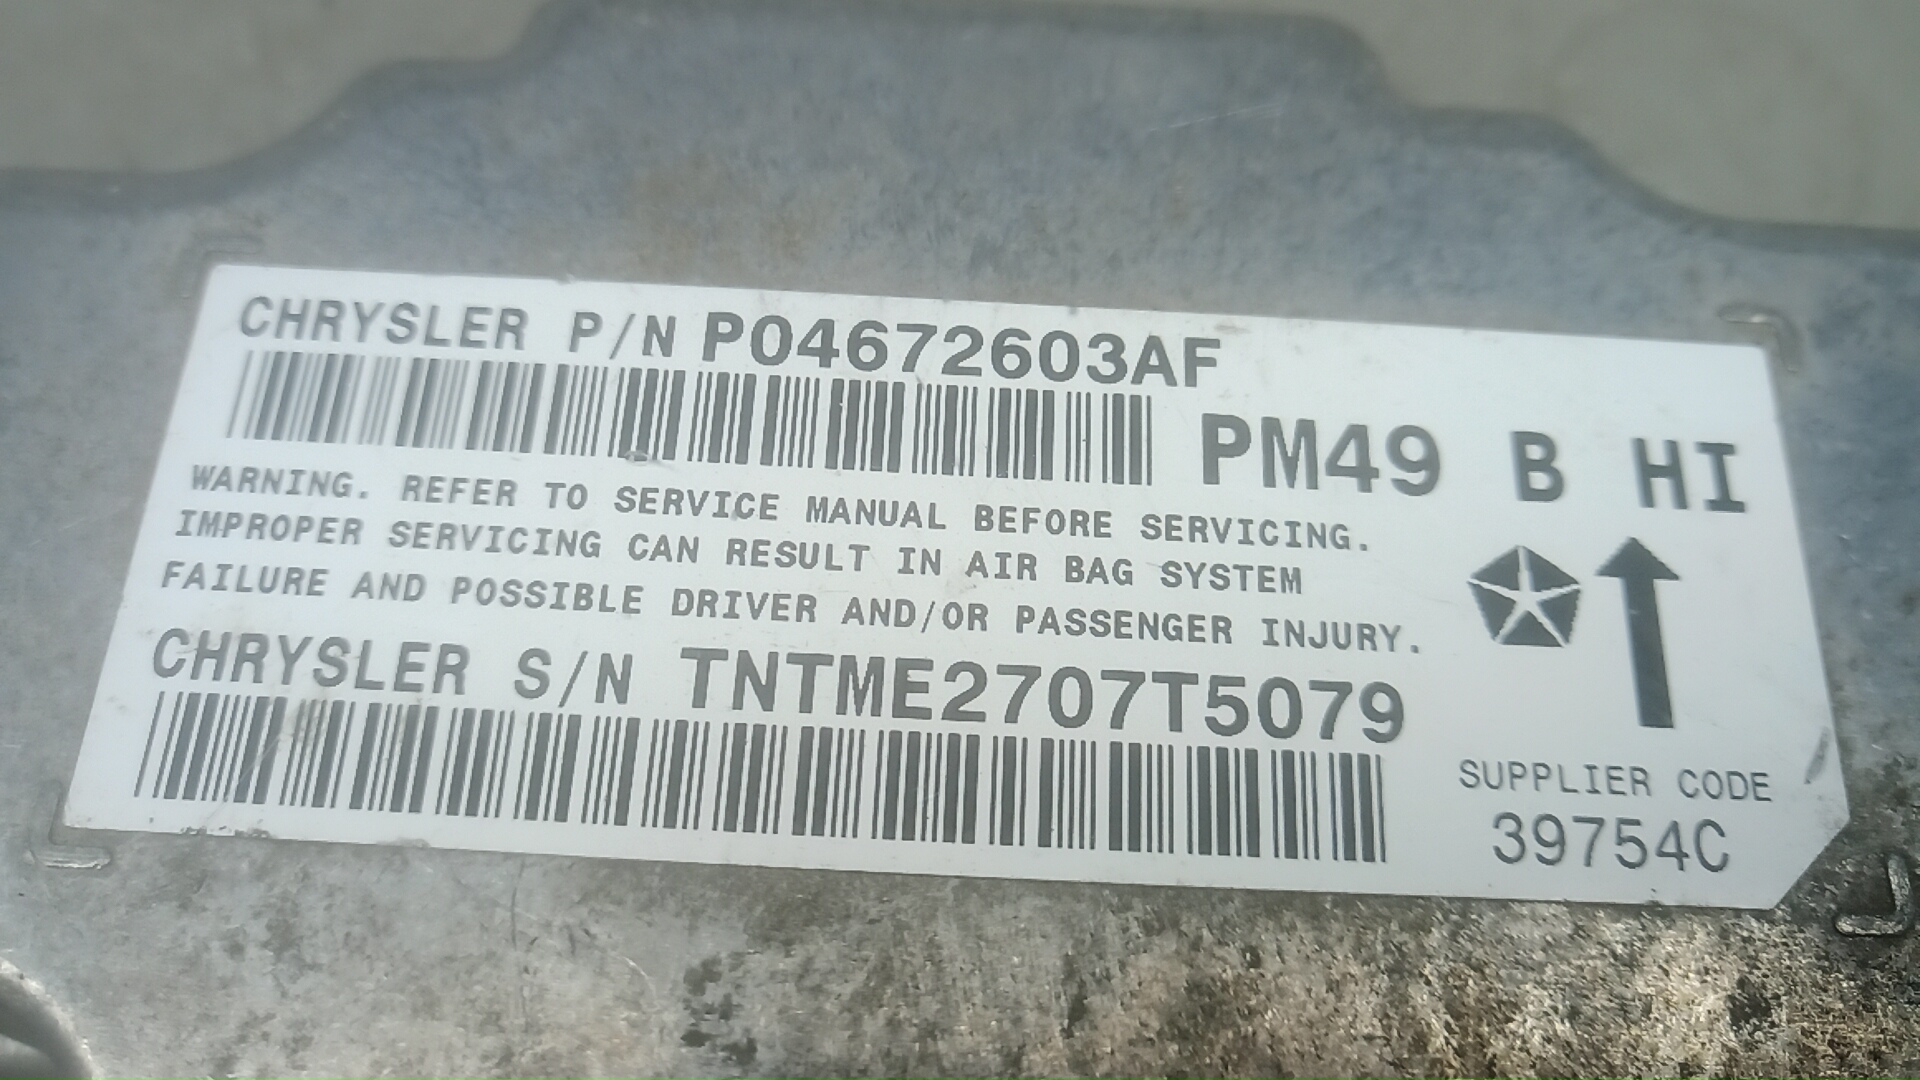 CHRYSLER P/N P04672603AF
PM49 B HI
WARNING. REFER TO SERVICE MANUAL BEFORE SERVICING.
IMPROPER SERVICING CAN RESULT IN AIR BAG SYSTEM
FAILURE AND POSSIBLE DRIVER AND/OR PASSENGER INJURY.
CHRYSLER S/N TNTME2707T5079
SUPPLIER CODE
39754C